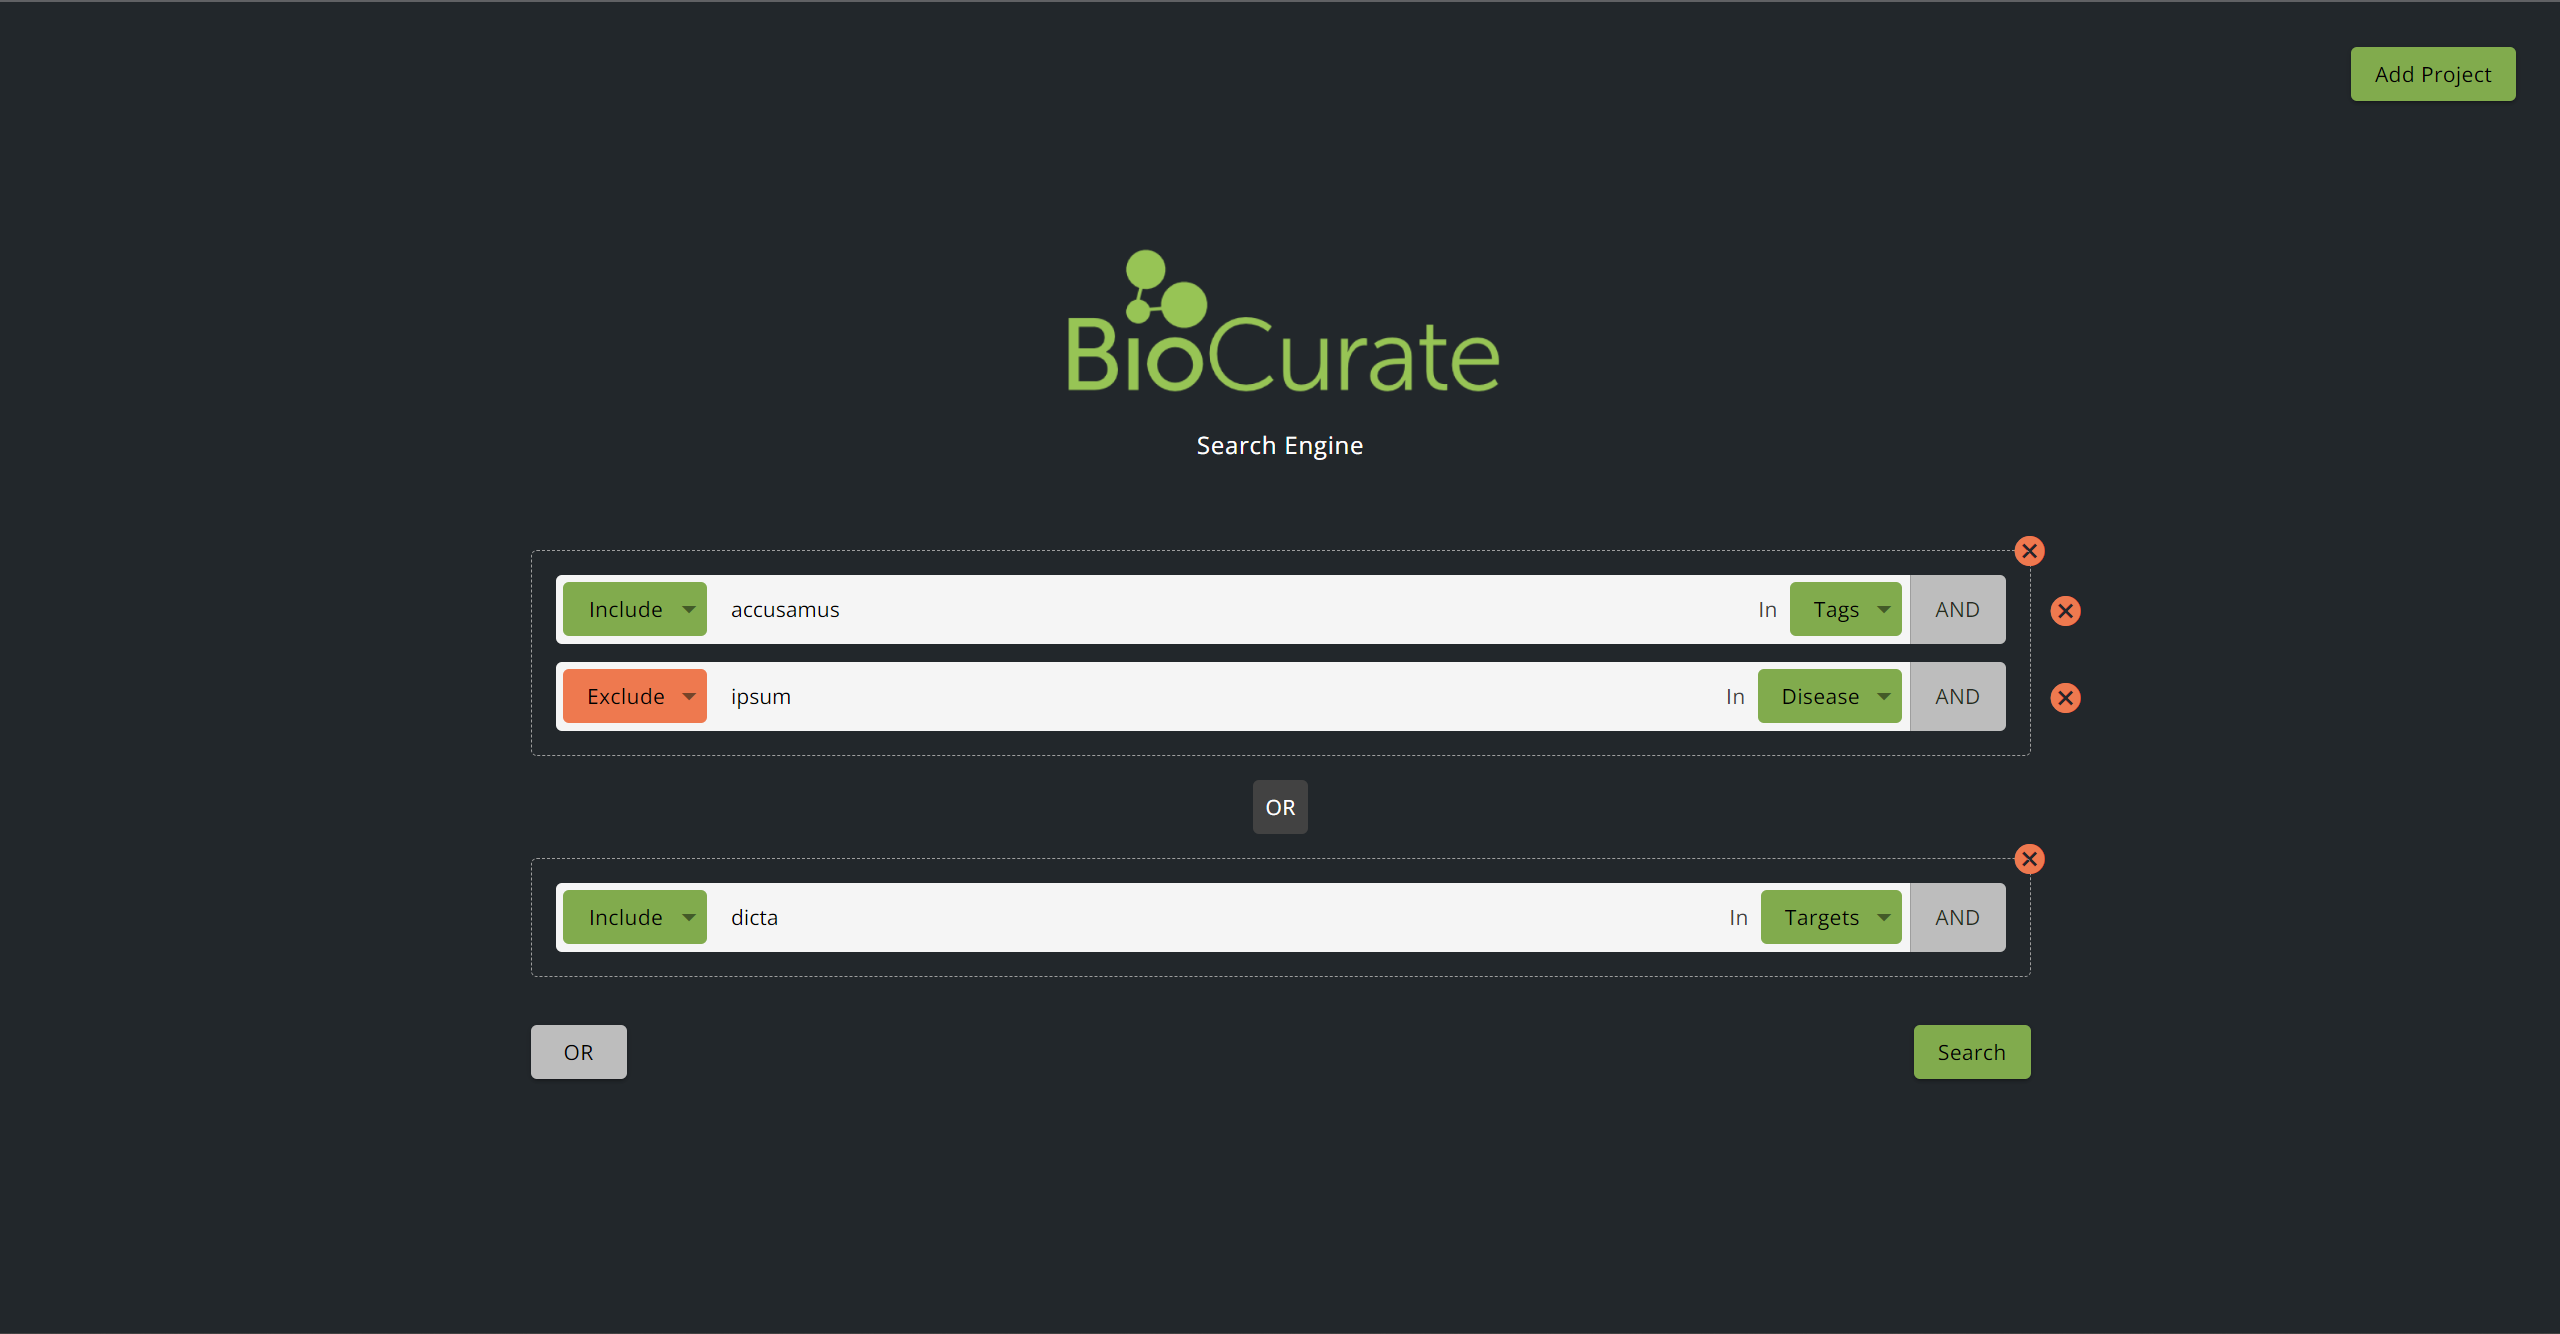 Add Project
BioCurate
Search Engine
Include accusamus In Tags AND
Exclude ipsum In Disease AND
OR
Include dicta In Targets AND
OR Search